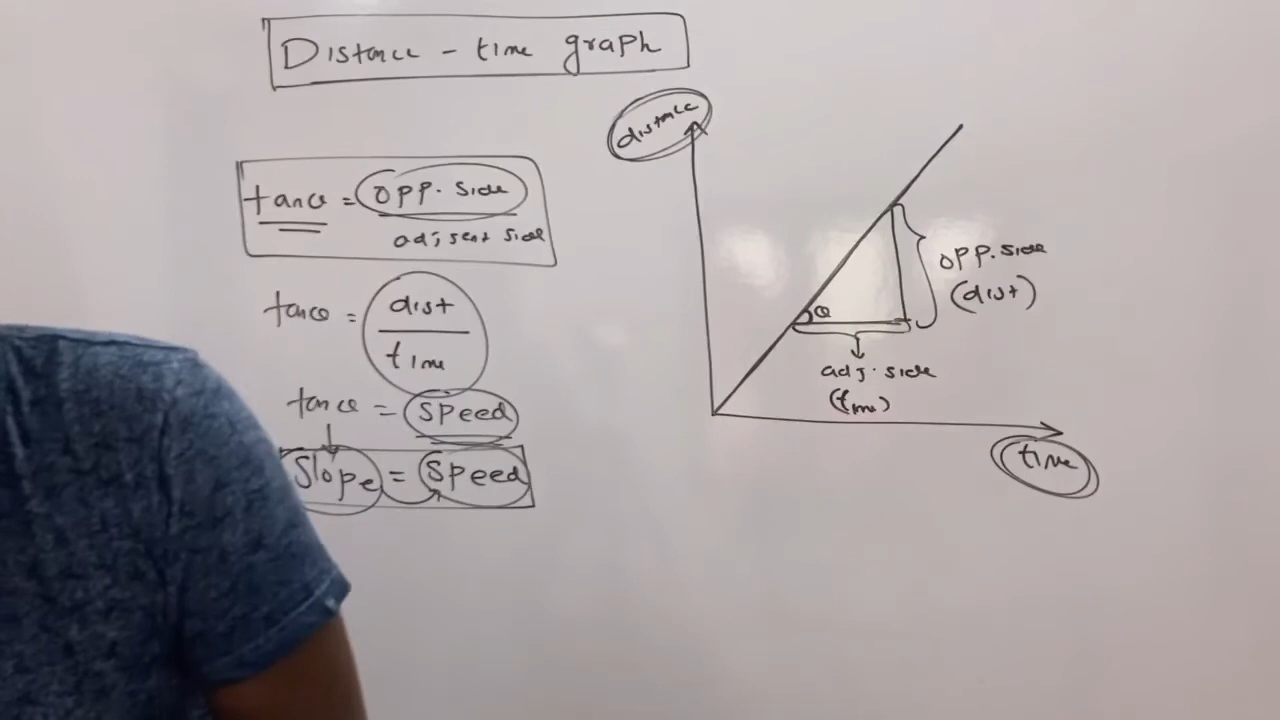 Distance - time graph
tanθ = opp. side
adjsent side
tanθ = dist
time
tanθ = speed
Slope = Speed
distance
θ
opp. side
(dist)
adj. side
(time)
time